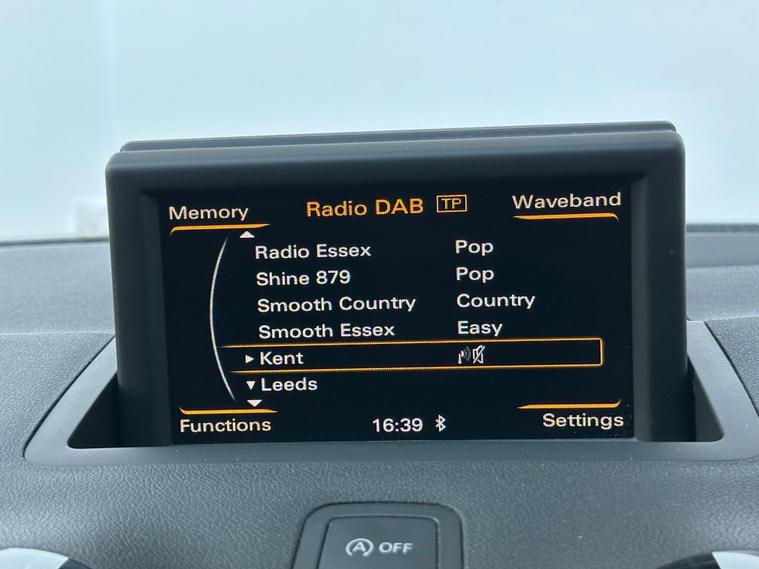 Memory Radio DAB TP Waveband
Radio Essex Pop
Shine 879 Pop
Smooth Country Country
Smooth Essex Easy
Kent
Leeds
Functions 16:39 Settings
A OFF